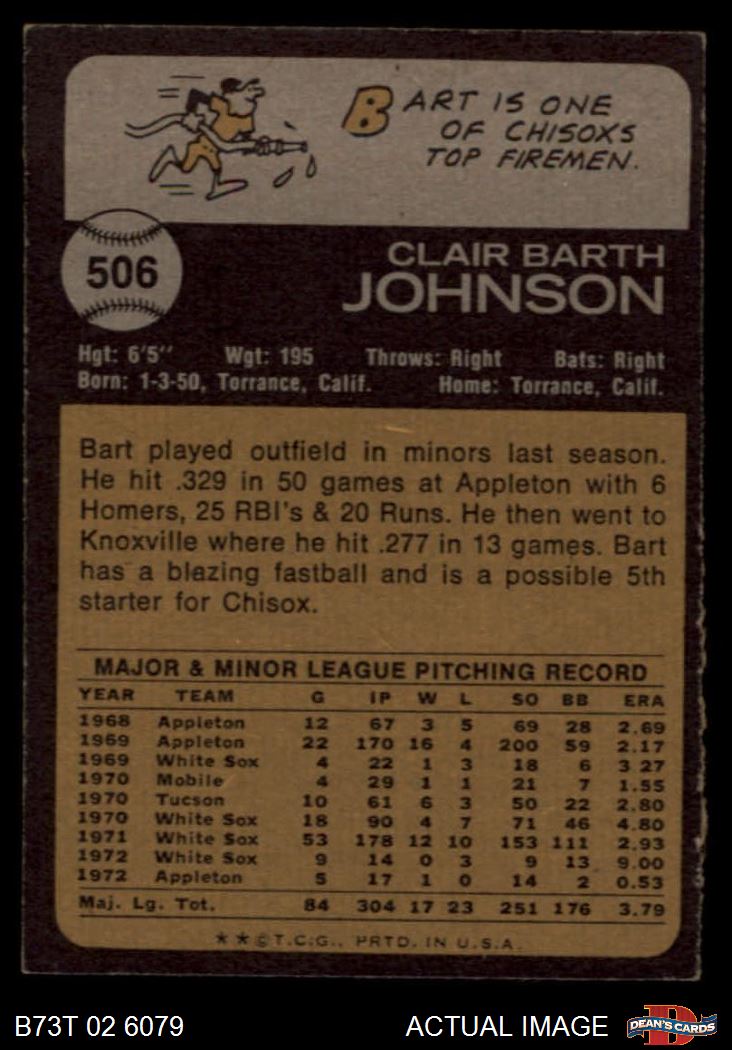 BART IS ONE
OF CHISOXS
TOP FIREMEN.
506
CLAIR BARTH
JOHNSON
Hgt: 6'5" Wgt: 195 Throws: Right Bats: Right
Born: 1-3-50, Torrance, Calif. Home: Torrance, Calif.
Bart played outfield in minors last season.
He hit .329 in 50 games at Appleton with 6
Homers, 25 RBI's & 20 Runs. He then went to
Knoxville where he hit .277 in 13 games. Bart
has a blazing fastball and is a possible 5th
starter for Chisox.
MAJOR & MINOR LEAGUE PITCHING RECORD
YEAR TEAM G IP W L SO BB ERA
1968 Appleton 12 67 3 5 69 28 2.69
1969 Appleton 22 170 16 4 200 59 2.17
1969 White Sox 4 22 1 3 18 6 3.27
1970 Mobile 4 29 1 1 21 7 1.55
1970 Tucson 10 61 6 3 50 22 2.80
1970 White Sox 18 90 4 7 71 46 4.80
1971 White Sox 53 178 12 10 153 111 2.93
1972 White Sox 9 14 0 3 9 13 9.00
1972 Appleton 5 17 1 0 14 2 0.53
Maj. Lg. Tot. 84 304 17 23 251 176 3.79
★★©T.C.G., PRTD. IN U.S.A.
B73T 02 6079 ACTUAL IMAGE D DEAN'S CARDS